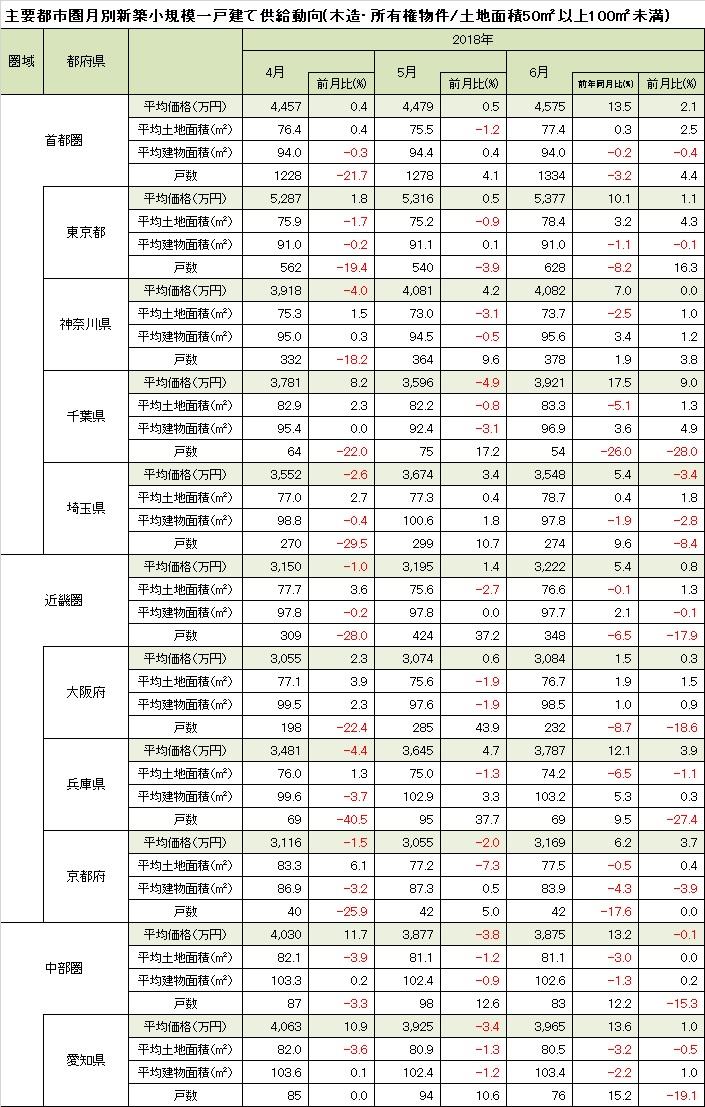 主要都市圏月別新築小規模一戸建て供給動向(木造・所有権物件/土地面積50㎡以上100㎡未満)
圏域 都府県 2018年
4月 前月比(%) 5月 前月比(%) 6月 前年同月比(%) 前月比(%)
首都圏 平均価格(万円) 4,457 0.4 4,479 0.5 4,575 13.5 2.1
平均土地面積(㎡) 76.4 0.4 75.5 -1.2 77.4 0.3 2.5
平均建物面積(㎡) 94.0 -0.3 94.4 0.4 94.0 -0.2 -0.4
戸数 1228 -21.7 1278 4.1 1334 -3.2 4.4
東京都 平均価格(万円) 5,287 1.8 5,316 0.5 5,377 10.1 1.1
平均土地面積(㎡) 75.9 -1.7 75.2 -0.9 78.4 3.2 4.3
平均建物面積(㎡) 91.0 -0.2 91.1 0.1 91.0 -1.1 -0.1
戸数 562 -19.4 540 -3.9 628 -8.2 16.3
神奈川県 平均価格(万円) 3,918 -4.0 4,081 4.2 4,082 7.0 0.0
平均土地面積(㎡) 75.3 1.5 73.0 -3.1 73.7 -2.5 1.0
平均建物面積(㎡) 95.0 0.3 94.5 -0.5 95.6 3.4 1.2
戸数 332 -18.2 364 9.6 378 1.9 3.8
千葉県 平均価格(万円) 3,781 8.2 3,596 -4.9 3,921 17.5 9.0
平均土地面積(㎡) 82.9 2.3 82.2 -0.8 83.3 -5.1 1.3
平均建物面積(㎡) 95.4 0.0 92.4 -3.1 96.9 3.6 4.9
戸数 64 -22.0 75 17.2 54 -26.0 -28.0
埼玉県 平均価格(万円) 3,552 -2.6 3,674 3.4 3,548 5.4 -3.4
平均土地面積(㎡) 77.0 2.7 77.3 0.4 78.7 0.4 1.8
平均建物面積(㎡) 98.8 -0.4 100.6 1.8 97.8 -1.9 -2.8
戸数 270 -29.5 299 10.7 274 9.6 -8.4
近畿圏 平均価格(万円) 3,150 -1.0 3,195 1.4 3,222 5.4 0.8
平均土地面積(㎡) 77.7 3.6 75.6 -2.7 76.6 -0.1 1.3
平均建物面積(㎡) 97.8 -0.2 97.8 0.0 97.7 2.1 -0.1
戸数 309 -28.0 424 37.2 348 -6.5 -17.9
大阪府 平均価格(万円) 3,055 2.3 3,074 0.6 3,084 1.5 0.3
平均土地面積(㎡) 77.1 3.9 75.6 -1.9 76.7 1.9 1.5
平均建物面積(㎡) 99.5 2.3 97.6 -1.9 98.5 1.0 0.9
戸数 198 -22.4 285 43.9 232 -8.7 -18.6
兵庫県 平均価格(万円) 3,481 -4.4 3,645 4.7 3,787 12.1 3.9
平均土地面積(㎡) 76.0 1.3 75.0 -1.3 74.2 -6.5 -1.1
平均建物面積(㎡) 99.6 -3.7 102.9 3.3 103.2 5.3 0.3
戸数 69 -40.5 95 37.7 69 9.5 -27.4
京都府 平均価格(万円) 3,116 -1.5 3,055 -2.0 3,169 6.2 3.7
平均土地面積(㎡) 83.3 6.1 77.2 -7.3 77.5 -0.5 0.4
平均建物面積(㎡) 86.9 -3.2 87.3 0.5 83.9 -4.3 -3.9
戸数 40 -25.9 42 5.0 42 -17.6 0.0
中部圏 平均価格(万円) 4,030 11.7 3,877 -3.8 3,875 13.2 -0.1
平均土地面積(㎡) 82.1 -3.9 81.1 -1.2 81.1 -3.0 0.0
平均建物面積(㎡) 103.3 0.2 102.4 -0.9 102.6 -1.3 0.2
戸数 87 -3.3 98 12.6 83 12.2 -15.3
愛知県 平均価格(万円) 4,063 10.9 3,925 -3.4 3,965 13.6 1.0
平均土地面積(㎡) 82.0 -3.6 80.9 -1.3 80.5 -3.2 -0.5
平均建物面積(㎡) 103.6 0.1 102.4 -1.2 103.4 -2.2 1.0
戸数 85 0.0 94 10.6 76 15.2 -19.1